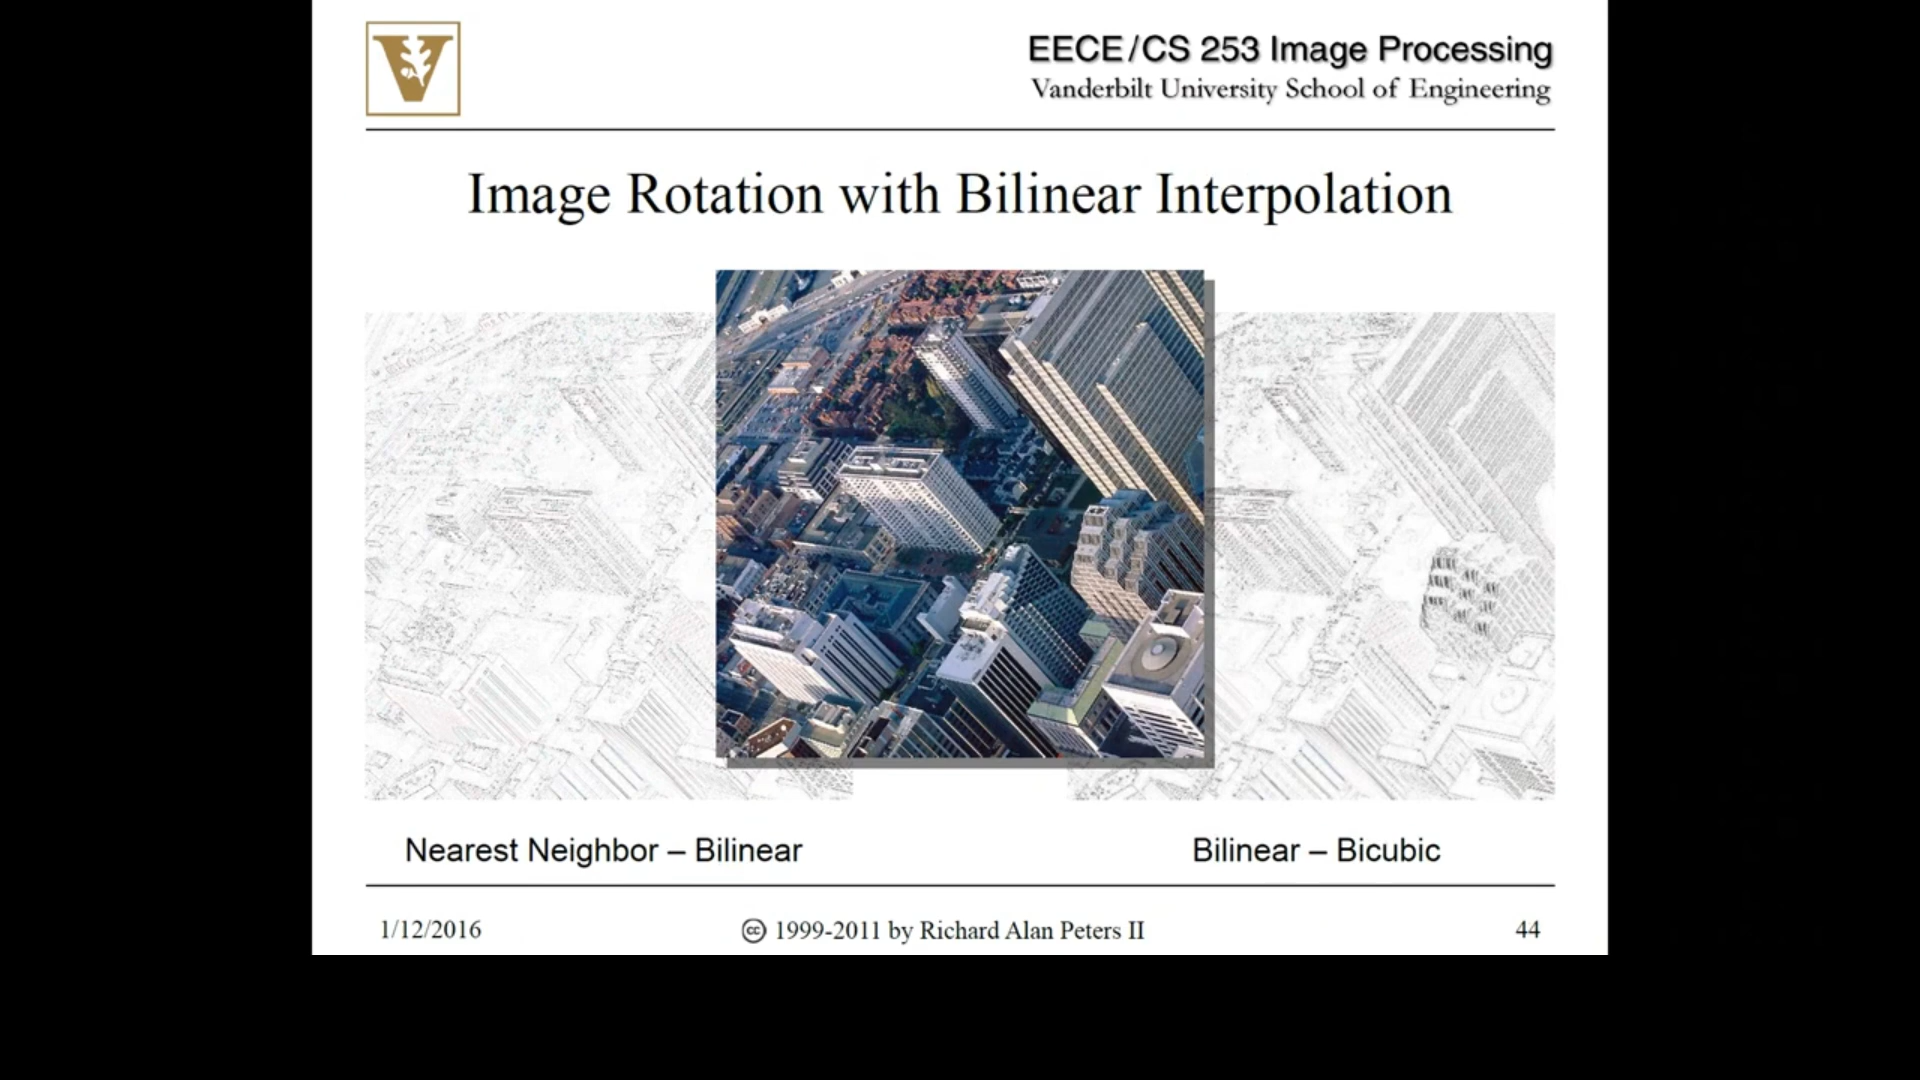 EECE/CS 253 Image Processing
Vanderbilt University School of Engineering
Image Rotation with Bilinear Interpolation
Nearest Neighbor – Bilinear
Bilinear – Bicubic
1/12/2016
cc 1999-2011 by Richard Alan Peters II
44